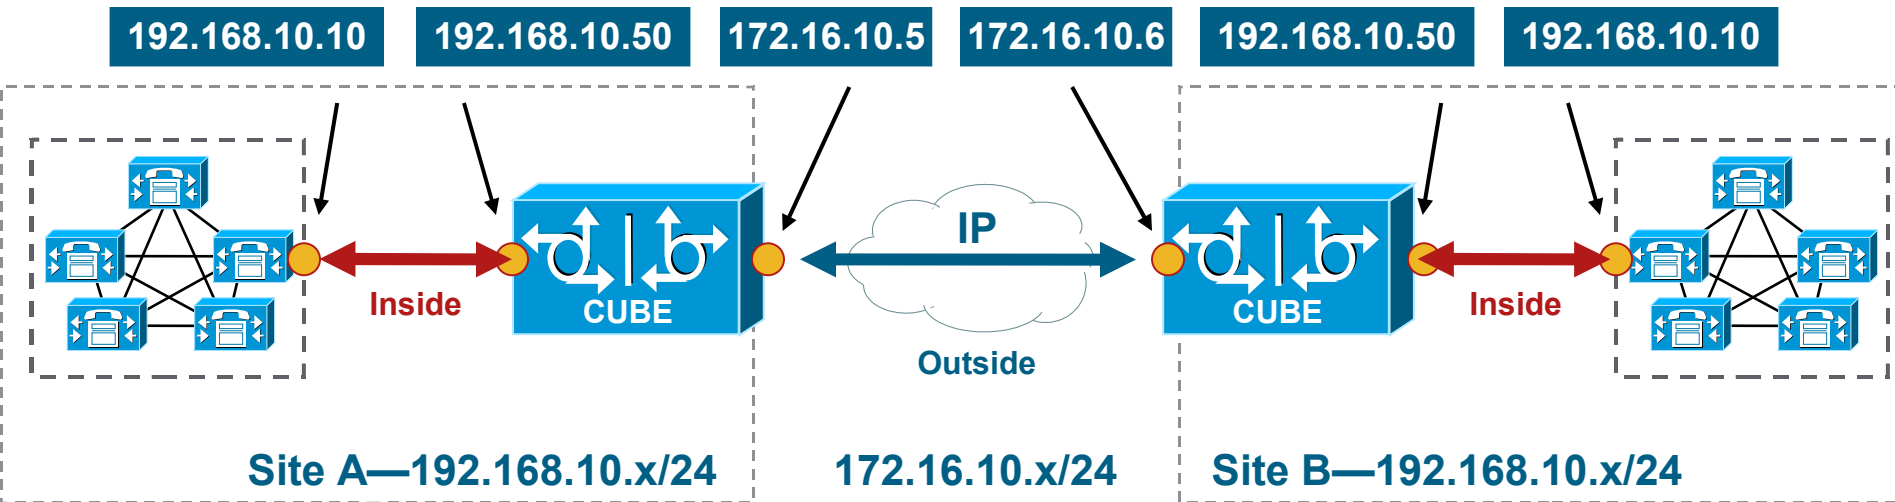 192.168.10.10
192.168.10.50
172.16.10.5
172.16.10.6
192.168.10.50
192.168.10.10
Inside
CUBE
IP
Outside
CUBE
Inside
Site A—192.168.10.x/24
172.16.10.x/24
Site B—192.168.10.x/24